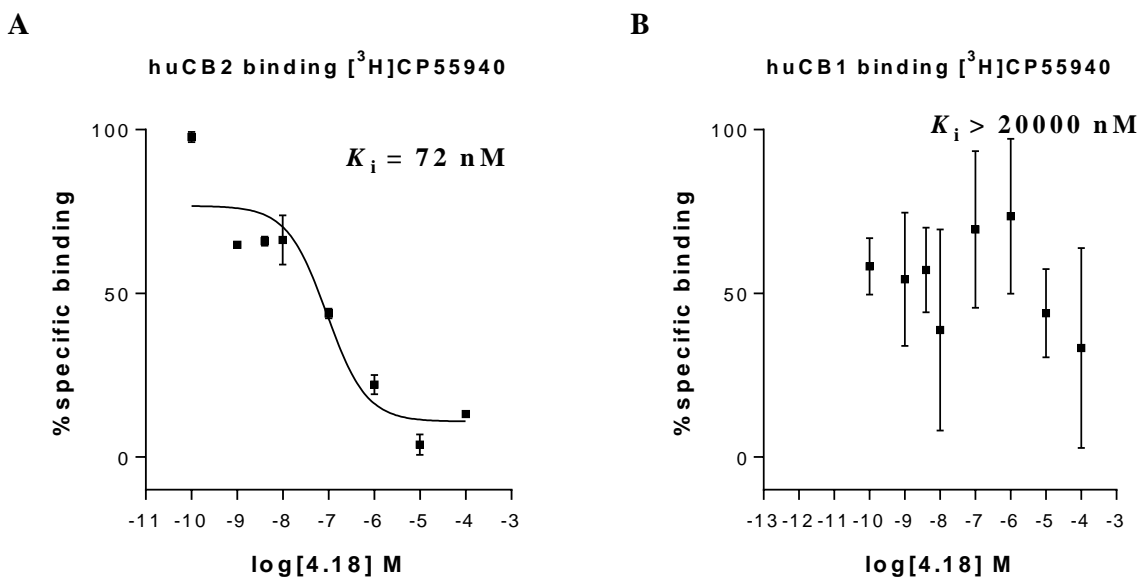 A
huCB2 binding [³H]CP55940
Kᵢ = 72 nM
100
50
0
%specific binding
-11 -10 -9 -8 -7 -6 -5 -4 -3
log[4.18] M
B
huCB1 binding [³H]CP55940
Kᵢ > 20000 nM
100
50
0
%specific binding
-13 -12 -11 -10 -9 -8 -7 -6 -5 -4 -3
log[4.18] M